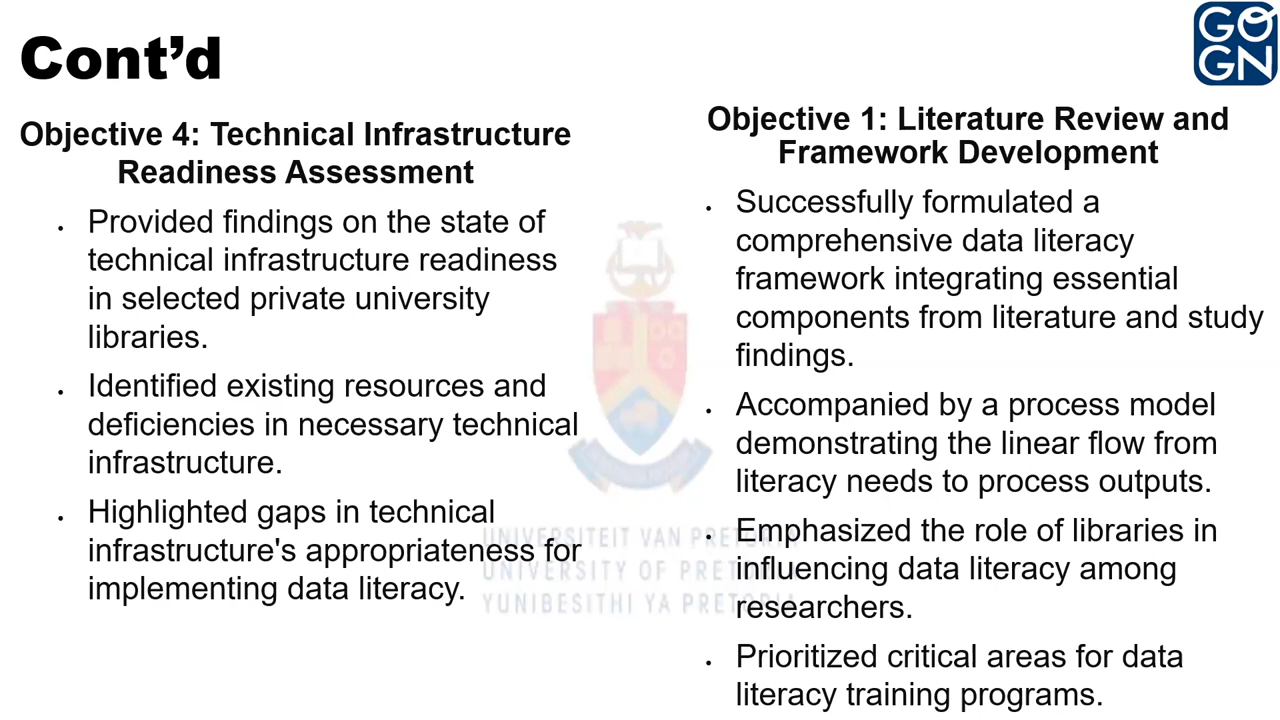 Cont’d
GO
GN
Objective 4: Technical Infrastructure
Readiness Assessment
• Provided findings on the state of
technical infrastructure readiness
in selected private university
libraries.
• Identified existing resources and
deficiencies in necessary technical
infrastructure.
• Highlighted gaps in technical
infrastructure's appropriateness for
implementing data literacy.
Objective 1: Literature Review and
Framework Development
• Successfully formulated a
comprehensive data literacy
framework integrating essential
components from literature and study
findings.
• Accompanied by a process model
demonstrating the linear flow from
literacy needs to process outputs.
• Emphasized the role of libraries in
influencing data literacy among
researchers.
• Prioritized critical areas for data
literacy training programs.
UNIVERSITEIT VAN PRETORIA
UNIVERSITY OF PRETORIA
YUNIBESITHI YA PRETORIA